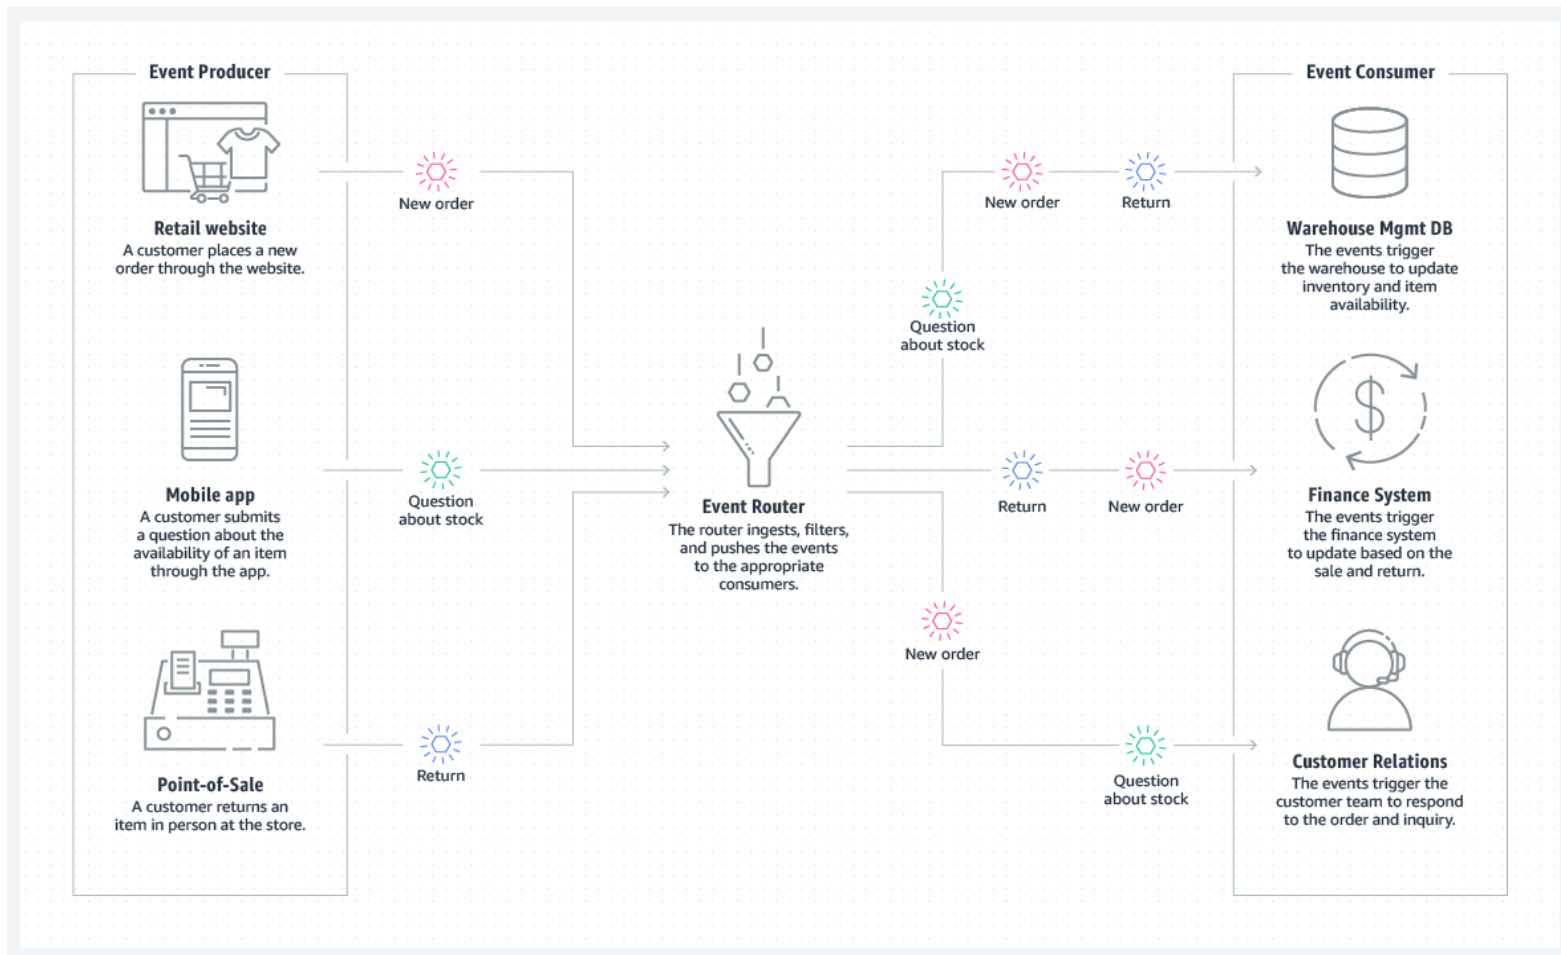 Event Producer
Retail website
A customer places a new
order through the website.
Mobile app
A customer submits
a question about the
availability of an item
through the app.
Point-of-Sale
A customer returns an
item in person at the store.
New order
Question
about stock
Return
Event Router
The router ingests, filters,
and pushes the events
to the appropriate
consumers.
New order
Return
Question
about stock
Return
New order
New order
Question
about stock
Event Consumer
Warehouse Mgmt DB
The events trigger
the warehouse to update
inventory and item
availability.
Finance System
The events trigger
the finance system
to update based on the
sale and return.
Customer Relations
The events trigger the
customer team to respond
to the order and inquiry.